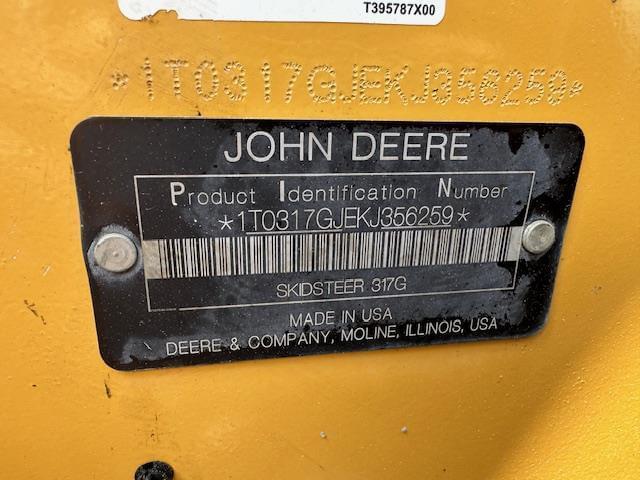 T395787X00
*1T0317GJEKJ356259*
JOHN DEERE
Product Identification Number
*1T0317GJEKJ356259*
SKIDSTEER 317G
MADE IN USA
DEERE & COMPANY, MOLINE, ILLINOIS, USA